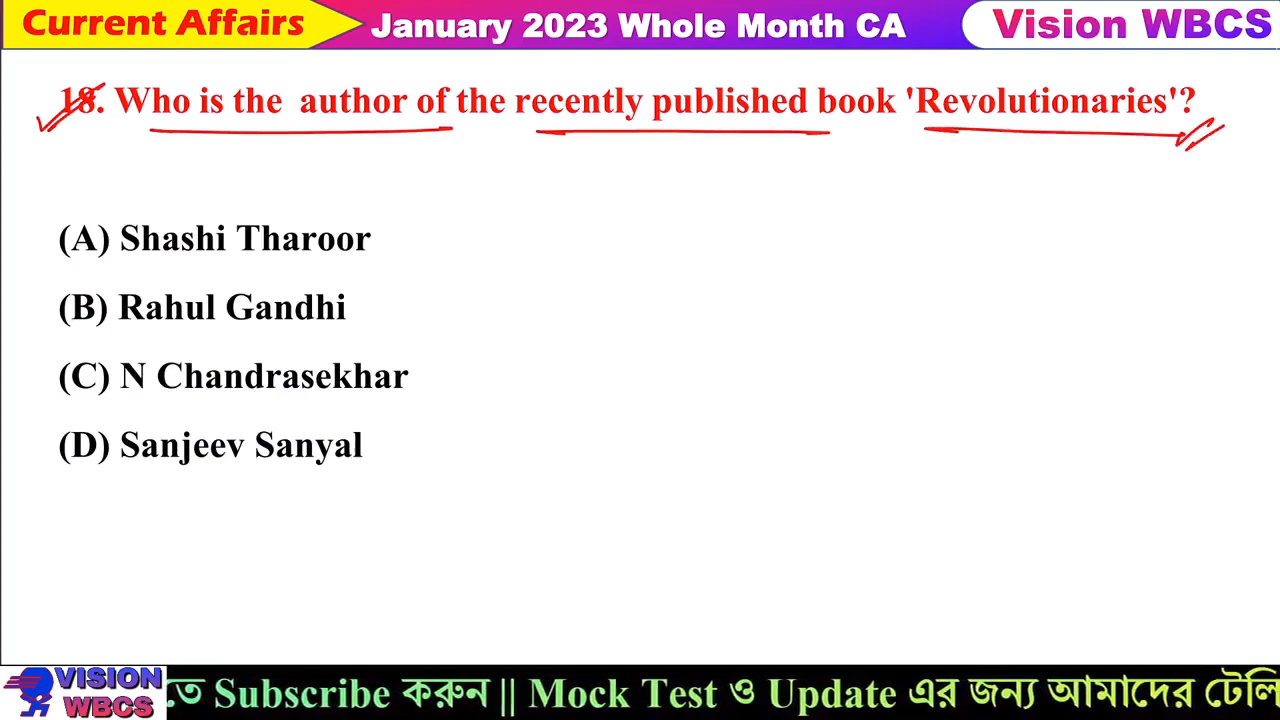 Current Affairs
January 2023 Whole Month CA
Vision WBCS
18. Who is the author of the recently published book 'Revolutionaries'?
(A) Shashi Tharoor
(B) Rahul Gandhi
(C) N Chandrasekhar
(D) Sanjeev Sanyal
VISION
WBCS
তে Subscribe করুন || Mock Test ও Update এর জন্য আমাদের টেলি